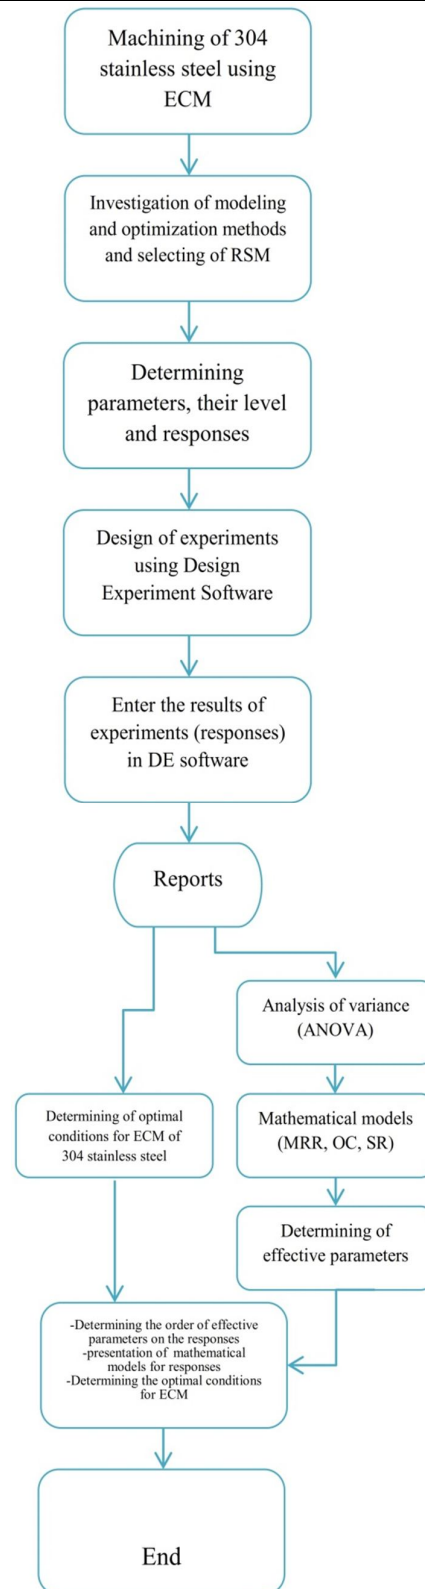 Machining of 304
stainless steel using
ECM
Investigation of modeling
and optimization methods
and selecting of RSM
Determining
parameters, their level
and responses
Design of experiments
using Design
Experiment Software
Enter the results of
experiments (responses)
in DE software
Reports
Analysis of variance
(ANOVA)
Determining of optimal
conditions for ECM of
304 stainless steel
Mathematical models
(MRR, OC, SR)
Determining of
effective parameters
-Determining the order of effective
parameters on the responses
-presentation of mathematical
models for responses
-Determining the optimal conditions
for ECM
End